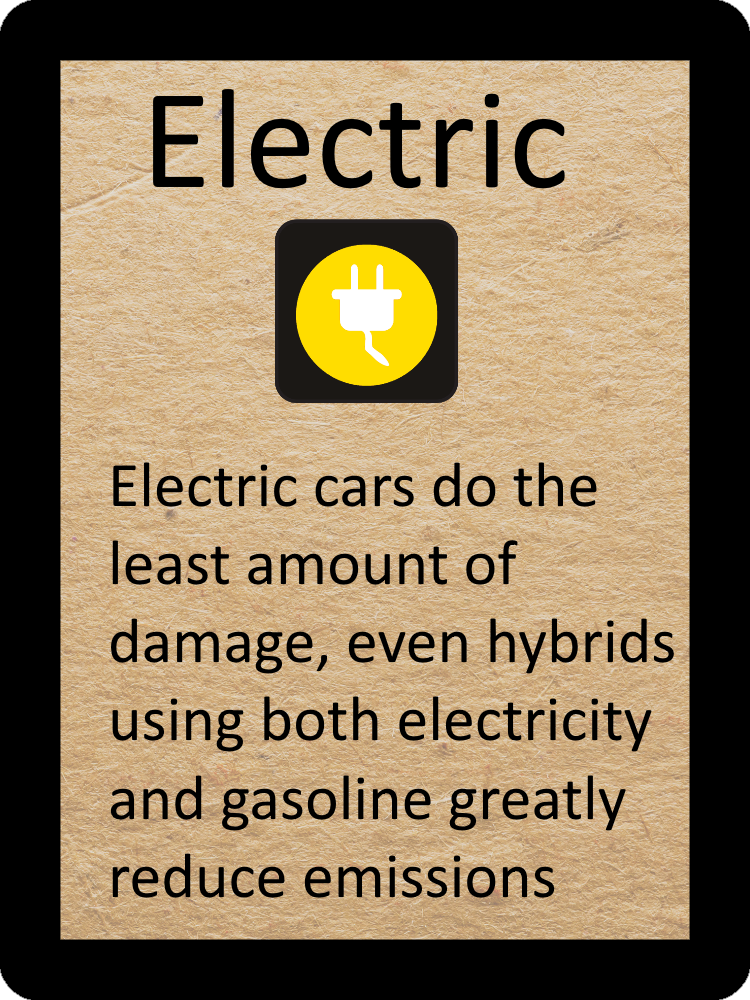 Electric
Electric cars do the
least amount of
damage, even hybrids
using both electricity
and gasoline greatly
reduce emissions